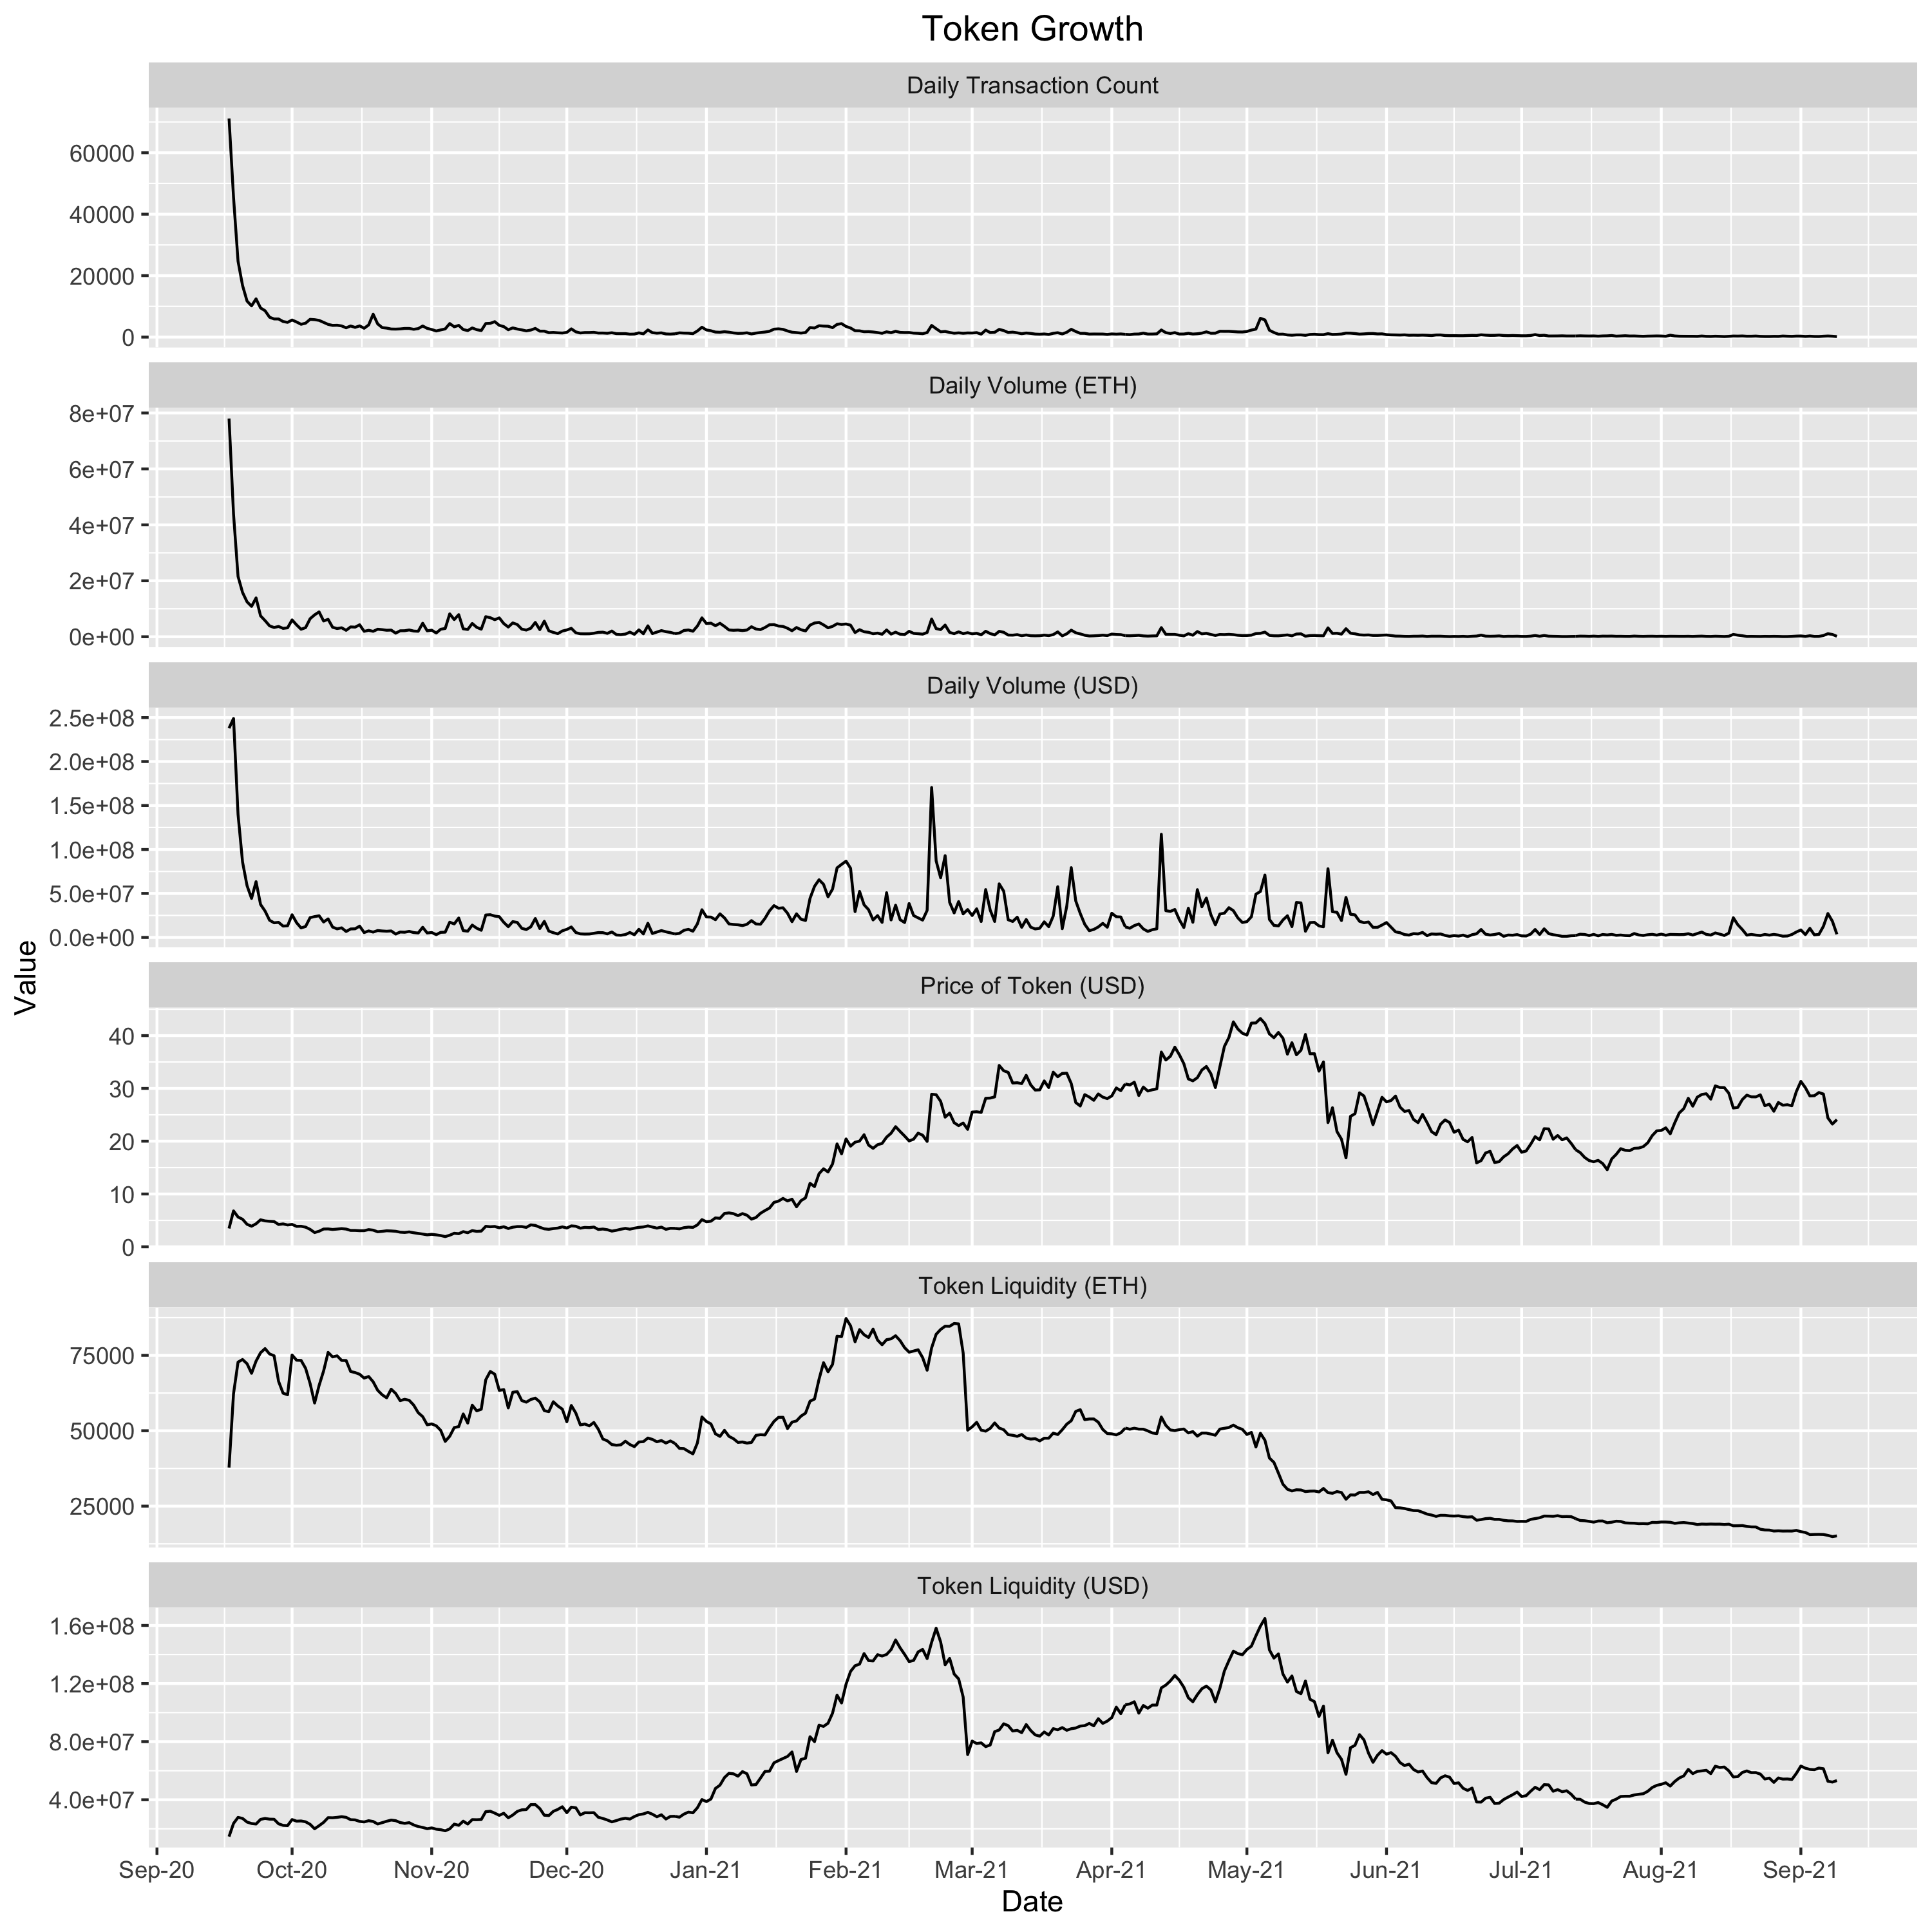 Token Growth
Daily Transaction Count
60000
40000
20000
0
Daily Volume (ETH)
8e+07
6e+07
4e+07
2e+07
0e+00
Daily Volume (USD)
2.5e+08
2.0e+08
1.5e+08
1.0e+08
5.0e+07
0.0e+00
Value
Price of Token (USD)
40
30
20
10
0
Token Liquidity (ETH)
75000
50000
25000
Token Liquidity (USD)
1.6e+08
1.2e+08
8.0e+07
4.0e+07
Sep-20 Oct-20 Nov-20 Dec-20 Jan-21 Feb-21 Mar-21 Apr-21 May-21 Jun-21 Jul-21 Aug-21 Sep-21
Date